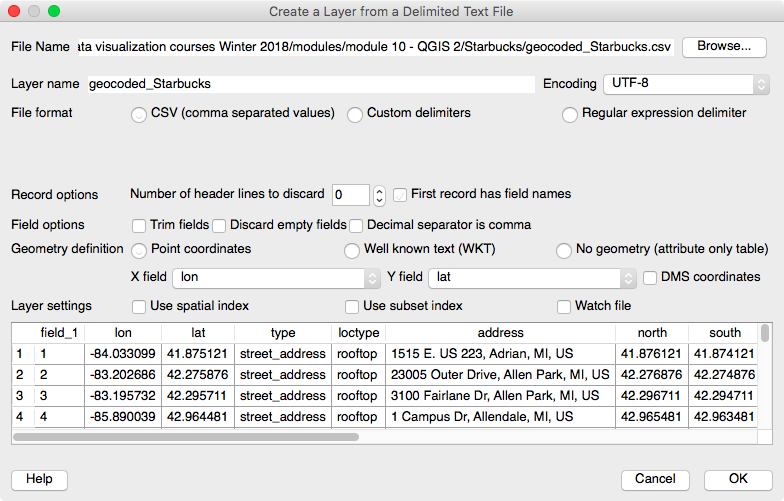 Create a Layer from a Delimited Text File
File Name ata visualization courses Winter 2018/modules/module 10 - QGIS 2/Starbucks/geocoded_Starbucks.csv Browse...
Layer name geocoded_Starbucks Encoding UTF-8
File format CSV (comma separated values) Custom delimiters Regular expression delimiter
Record options Number of header lines to discard 0 First record has field names
Field options Trim fields Discard empty fields Decimal separator is comma
Geometry definition Point coordinates Well known text (WKT) No geometry (attribute only table)
X field lon Y field lat DMS coordinates
Layer settings Use spatial index Use subset index Watch file
field_1 lon lat type loctype address north south
1 1 -84.033099 41.875121 street_address rooftop 1515 E. US 223, Adrian, MI, US 41.876121 41.874121
2 2 -83.202686 42.275876 street_address rooftop 23005 Outer Drive, Allen Park, MI, US 42.276876 42.274876
3 3 -83.195732 42.295711 street_address rooftop 3100 Fairlane Dr, Allen Park, MI, US 42.296711 42.294711
4 4 -85.890039 42.964481 street_address rooftop 1 Campus Dr, Allendale, MI, US 42.965481 42.963481
Help Cancel OK